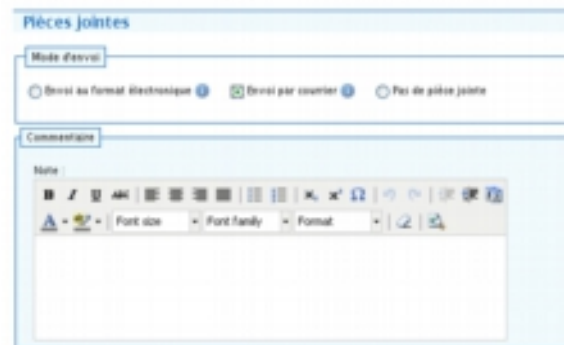 Pièces jointes
Mode d'envoi
Envoi au format électronique Envoi par courrier Pas de pièce jointe
Commentaire
Note :
B I U ABC
A Font size Font family Format